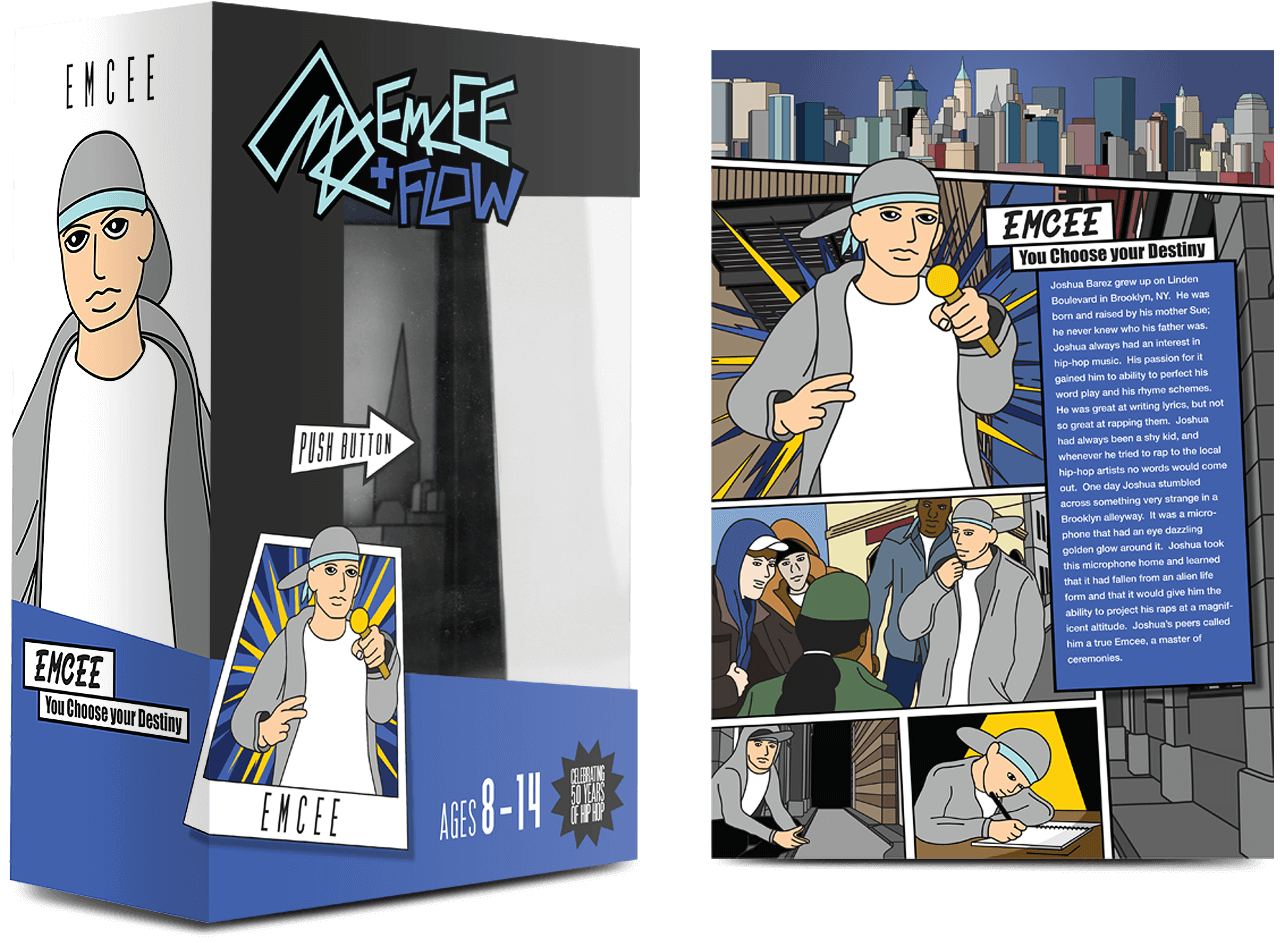 EMCEE
EMCEE
+FLOW
PUSH BUTTON
EMCEE
You Choose your Destiny
EMCEE
AGES 8-14
CELEBRATING
50 YEARS
OF HIP HOP
EMCEE
You Choose your Destiny
Joshua Barez grew up on Linden
Boulevard in Brooklyn, NY. He was
born and raised by his mother Sue;
he never knew who his father was.
Joshua always had an interest in
hip-hop music. His passion for it
gained him to ability to perfect his
word play and his rhyme schemes.
He was great at writing lyrics, but not
so great at rapping them. Joshua
had always been a shy kid, and
whenever he tried to rap to the local
hip-hop artists no words would come
out. One day Joshua stumbled
across something very strange in a
Brooklyn alleyway. It was a micro-
phone that had an eye dazzling
golden glow around it. Joshua took
this microphone home and learned
that it had fallen from an alien life
form and that it would give him the
ability to project his raps at a magnif-
icent altitude. Joshua's peers called
him a true Emcee, a master of
ceremonies.